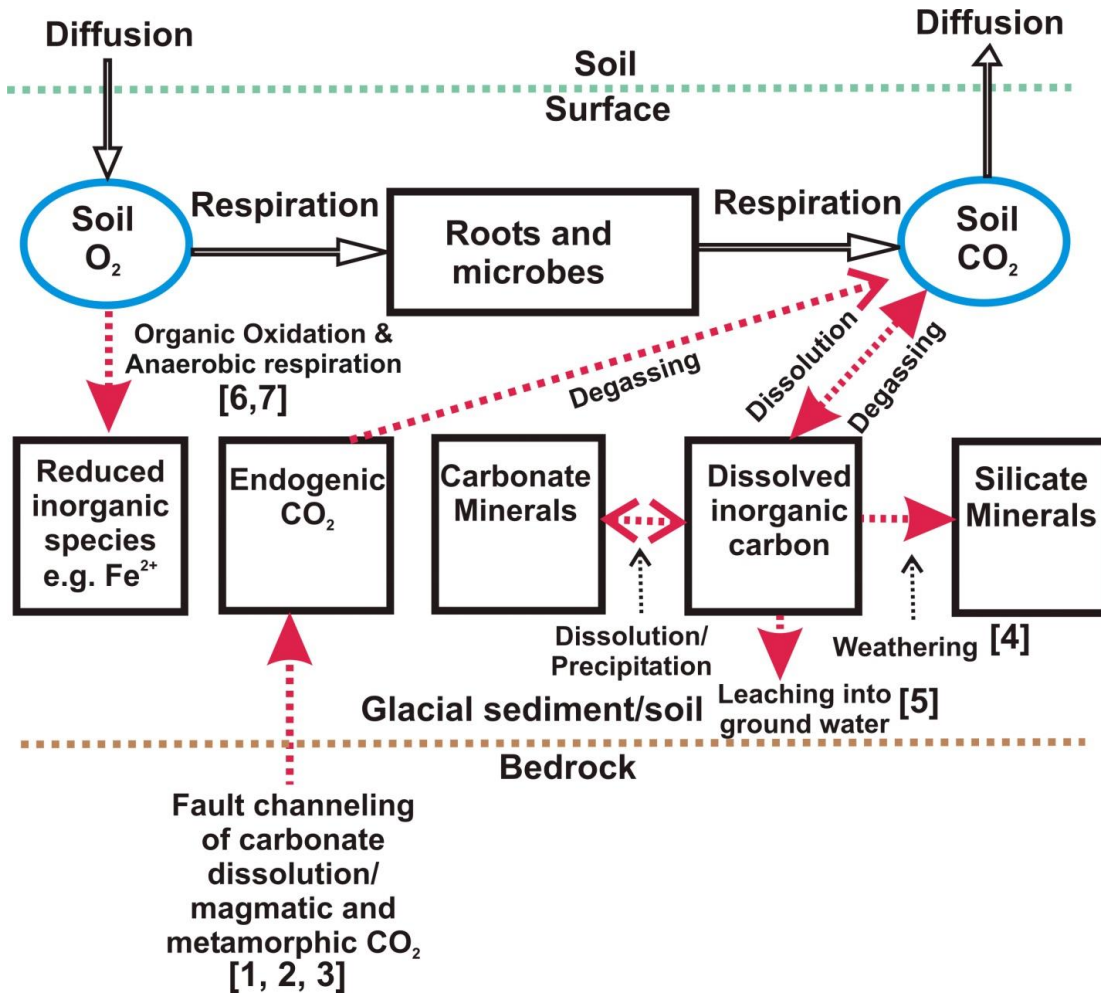 Diffusion
Diffusion
Soil
Surface
Soil
O₂
Respiration
Roots and
microbes
Respiration
Soil
CO₂
Organic Oxidation &
Anaerobic respiration
[6,7]
Degassing
Dissolution
Degassing
Reduced
inorganic
species
e.g. Fe²⁺
Endogenic
CO₂
Carbonate
Minerals
Dissolved
inorganic
carbon
Silicate
Minerals
Dissolution/
Precipitation
Weathering [4]
Glacial sediment/soil
Leaching into
ground water
[5]
Bedrock
Fault channeling
of carbonate
dissolution/
magmatic and
metamorphic CO₂
[1, 2, 3]